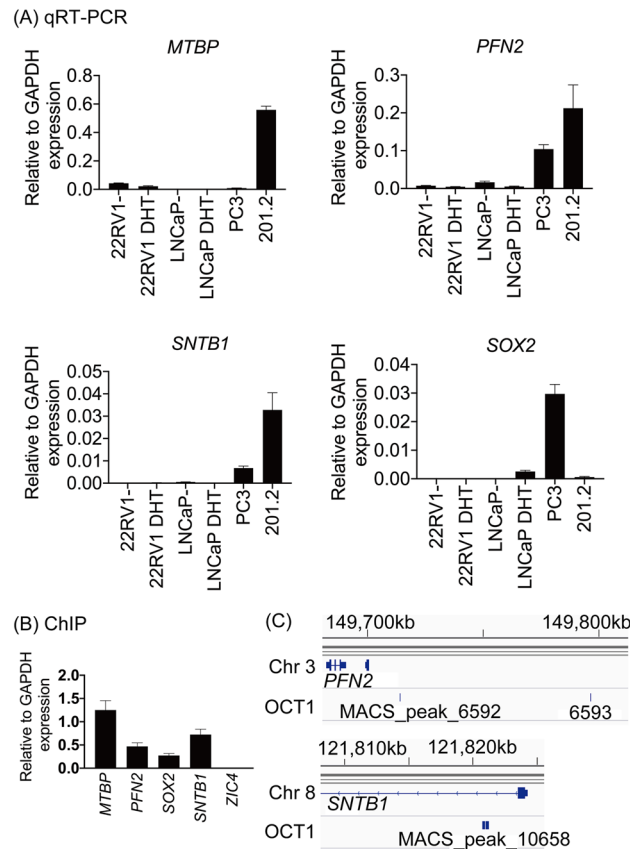 (A) qRT-PCR
MTBP
Relative to GAPDH
expression
0.8
0.6
0.4
0.2
0.0
22RV1-
22RV1 DHT
LNCaP-
LNCaP DHT
PC3
201.2
PFN2
Relative to GAPDH
expression
0.3
0.2
0.1
0.0
22RV1-
22RV1 DHT
LNCaP-
LNCaP DHT
PC3
201.2
SNTB1
Relative to GAPDH
expression
0.05
0.04
0.03
0.02
0.01
0.00
22RV1-
22RV1 DHT
LNCaP-
LNCaP DHT
PC3
201.2
SOX2
Relative to GAPDH
expression
0.04
0.03
0.02
0.01
0.00
22RV1-
22RV1 DHT
LNCaP-
LNCaP DHT
PC3
201.2
(B) ChIP
Relative to GAPDH
expression
2.0
1.5
1.0
0.5
0.0
MTBP
PFN2
SOX2
SNTB1
ZIC4
(C)
149,700kb 149,800kb
Chr 3
PFN2
OCT1
MACS_peak_6592 6593
121,810kb 121,820kb
Chr 8
SNTB1
OCT1
MACS_peak_10658